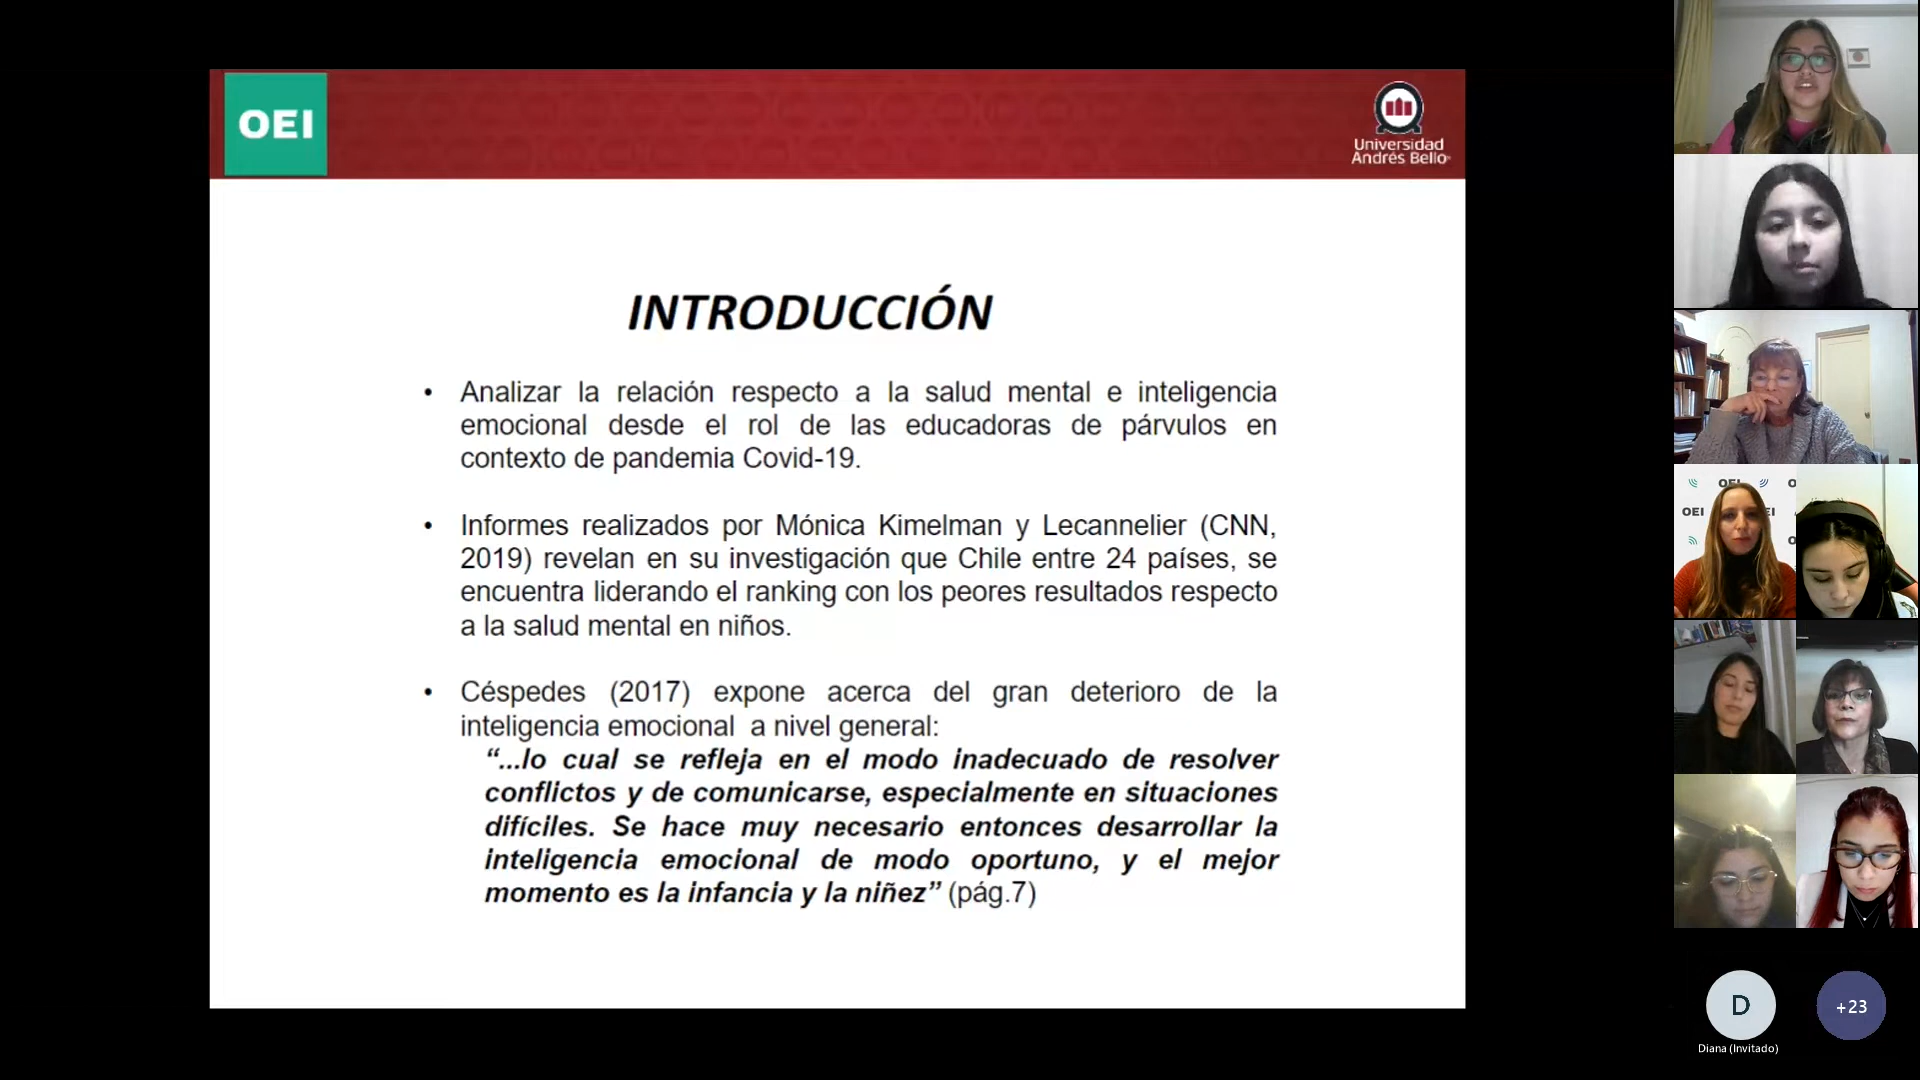 OEI
Universidad
Andrés Bello
INTRODUCCIÓN
• Analizar la relación respecto a la salud mental e inteligencia
emocional desde el rol de las educadoras de párvulos en
contexto de pandemia Covid-19.
• Informes realizados por Mónica Kimelman y Lecannelier (CNN,
2019) revelan en su investigación que Chile entre 24 países, se
encuentra liderando el ranking con los peores resultados respecto
a la salud mental en niños.
• Céspedes (2017) expone acerca del gran deterioro de la
inteligencia emocional a nivel general:
“...lo cual se refleja en el modo inadecuado de resolver
conflictos y de comunicarse, especialmente en situaciones
difíciles. Se hace muy necesario entonces desarrollar la
inteligencia emocional de modo oportuno, y el mejor
momento es la infancia y la niñez” (pág.7)
OEI
OEI
D
+23
Diana (Invitado)